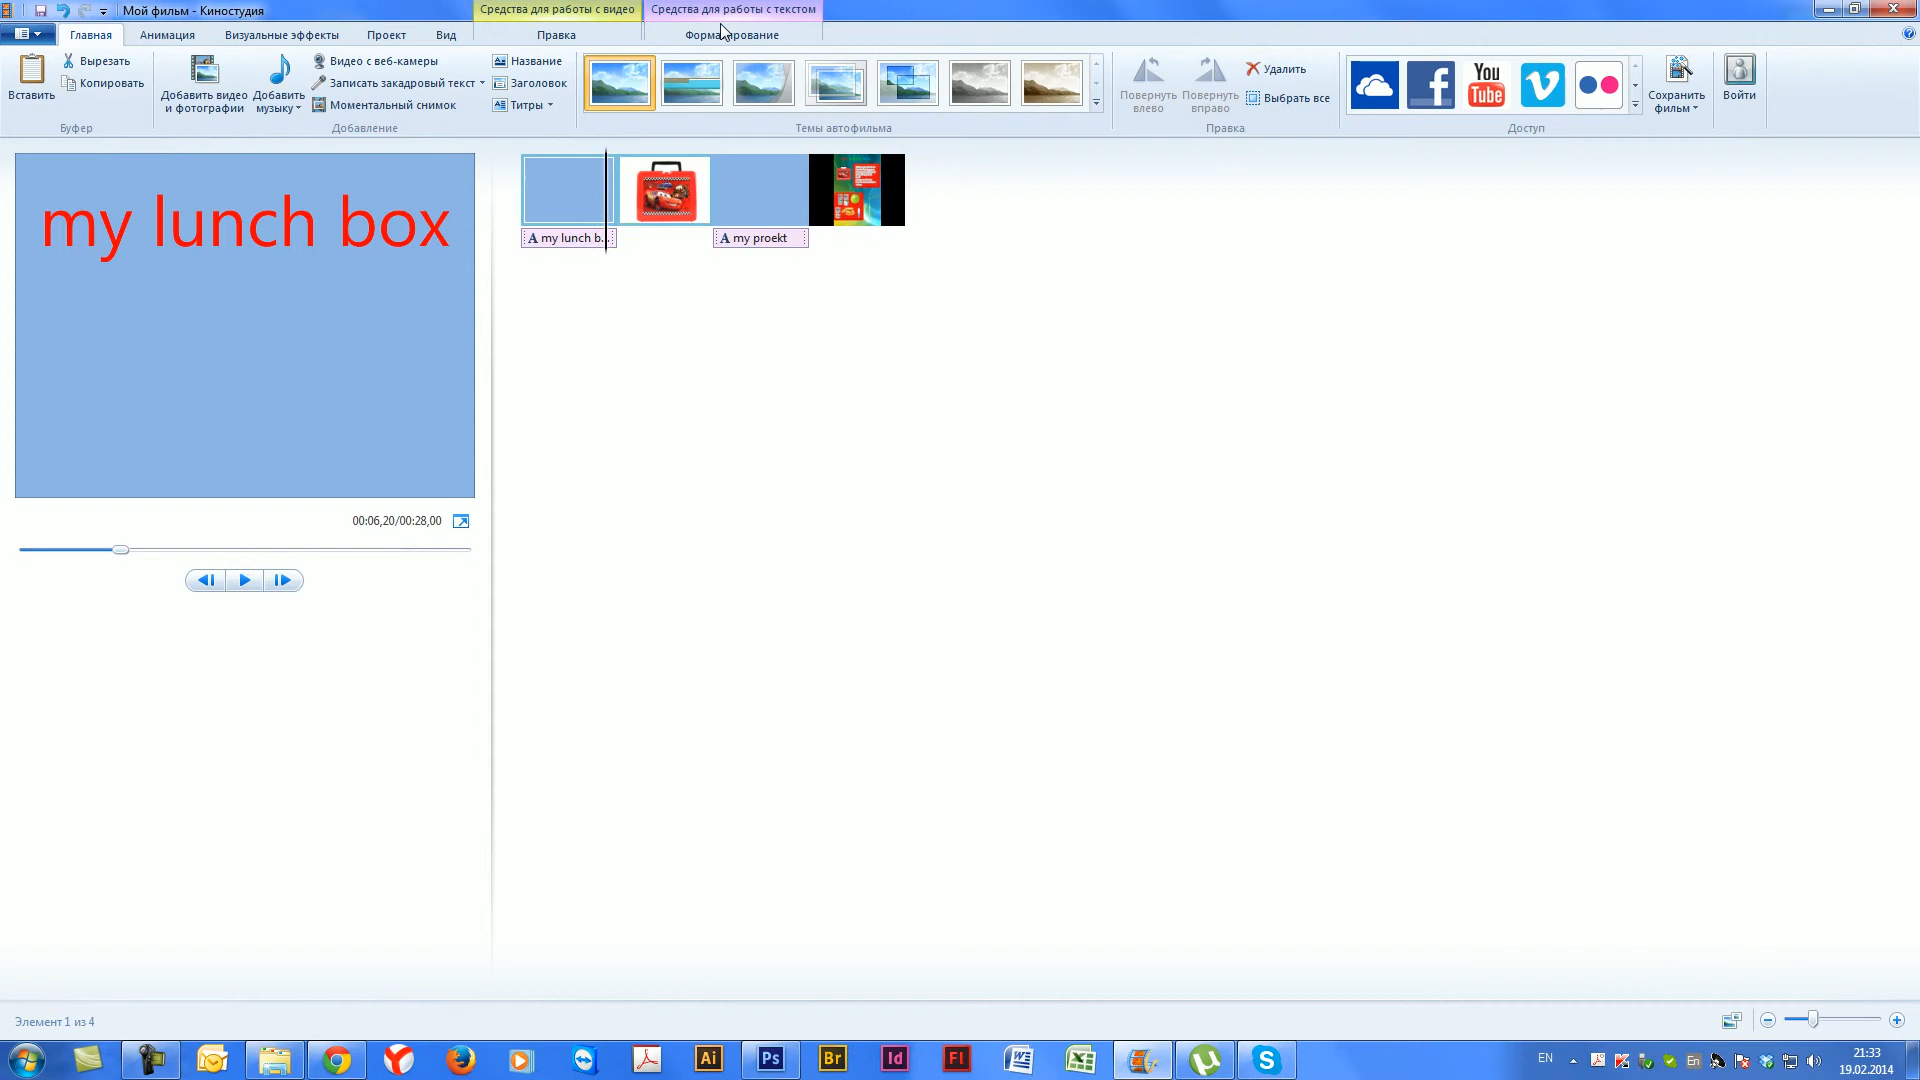 Мой фильм - Киностудия
Средства для работы с видео
Средства для работы с текстом
Главная
Анимация
Визуальные эффекты
Проект
Вид
Правка
Форматирование
Вставить
Вырезать
Копировать
Буфер
Добавить видео
и фотографии
Добавить
музыку
Видео с веб-камеры
Записать закадровый текст
Моментальный снимок
Название
Заголовок
Титры
Добавление
Темы автофильма
Повернуть
влево
Повернуть
вправо
Удалить
Выбрать все
Правка
You
Tube
Доступ
Сохранить
фильм
Войти
my lunch box
A my lunch b...
A my proekt
00:06,20/00:28,00
Элемент 1 из 4
Ai
Ps
Br
Id
Fl
EN
En
21:33
19.02.2014